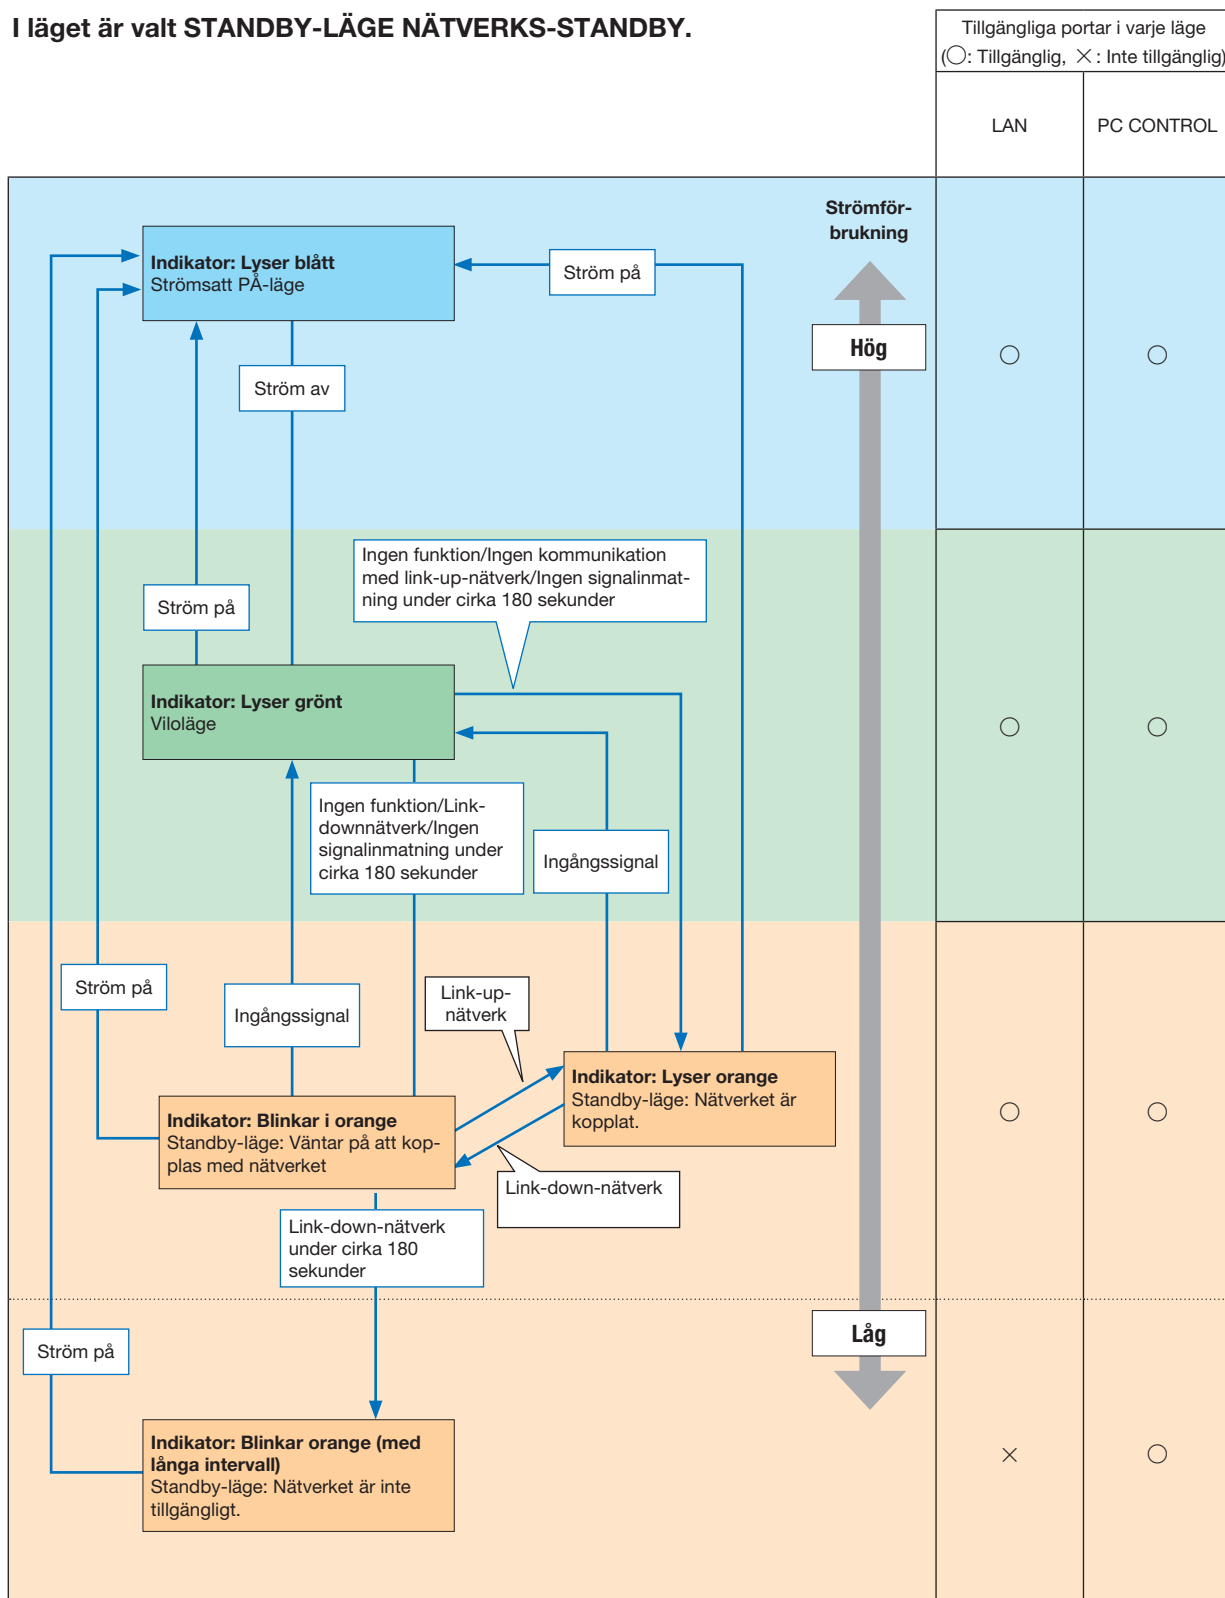 I läget är valt STANDBY-LÄGE NÄTVERKS-STANDBY.
Tillgängliga portar i varje läge
(○: Tillgänglig, ×: Inte tillgänglig)
LAN
PC CONTROL
Strömför-
brukning
Indikator: Lyser blått
Strömsatt PÅ-läge
Ström på
Hög
○
○
Ström av
Ingen funktion/Ingen kommunikation
med link-up-nätverk/Ingen signalinmat-
ning under cirka 180 sekunder
Ström på
Indikator: Lyser grönt
Viloläge
○
○
Ingen funktion/Link-
downnätverk/Ingen
signalinmatning under
cirka 180 sekunder
Ingångssignal
Ström på
Ingångssignal
Link-up-
nätverk
Indikator: Lyser orange
Standby-läge: Nätverket är
kopplat.
Indikator: Blinkar i orange
Standby-läge: Väntar på att kop-
plas med nätverket
○
○
Link-down-nätverk
Link-down-nätverk
under cirka 180
sekunder
Låg
Ström på
Indikator: Blinkar orange (med
långa intervall)
Standby-läge: Nätverket är inte
tillgängligt.
×
○